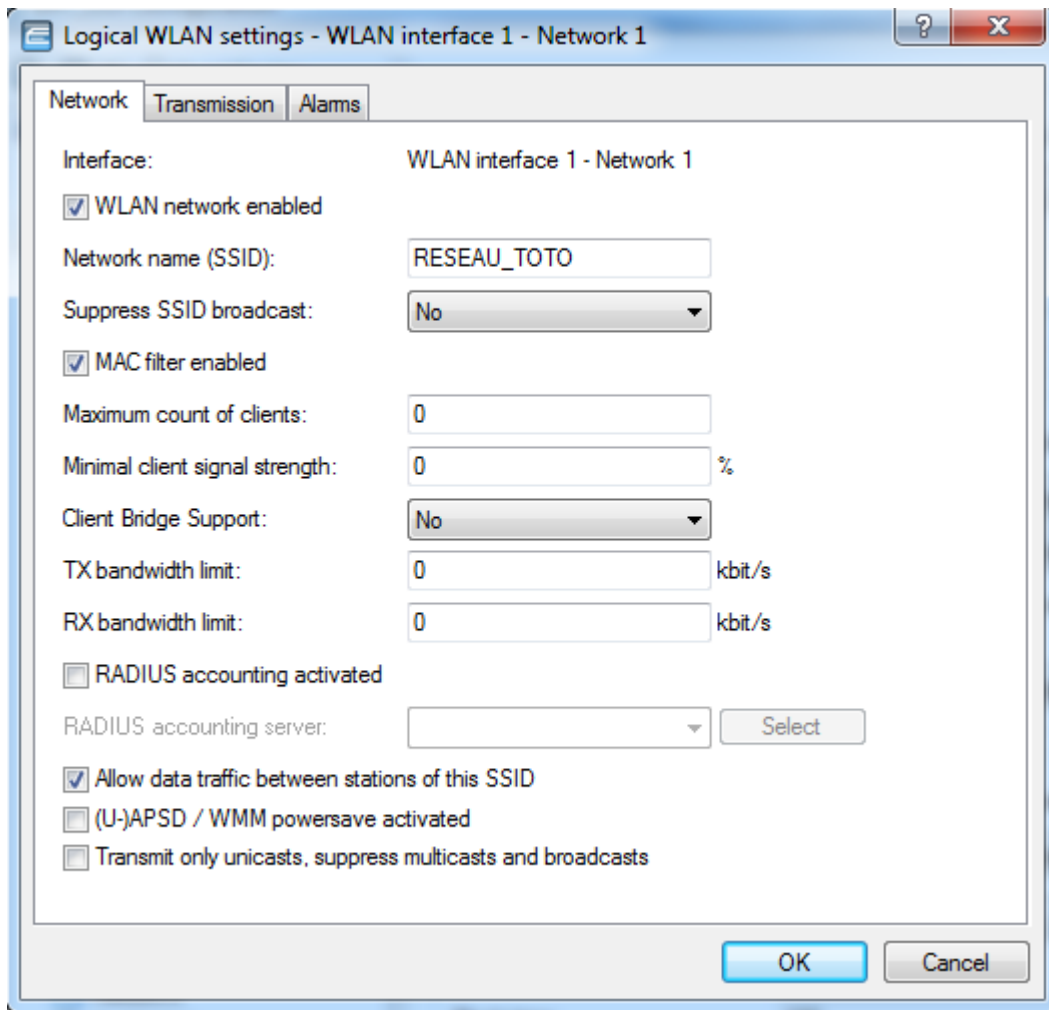 Logical WLAN settings - WLAN interface 1 - Network 1
? X
Network Transmission Alarms
Interface: WLAN interface 1 - Network 1
WLAN network enabled
Network name (SSID): RESEAU_TOTO
Suppress SSID broadcast: No
MAC filter enabled
Maximum count of clients: 0
Minimal client signal strength: 0 %
Client Bridge Support: No
TX bandwidth limit: 0 kbit/s
RX bandwidth limit: 0 kbit/s
RADIUS accounting activated
RADIUS accounting server: Select
Allow data traffic between stations of this SSID
(U-)APSD / WMM powersave activated
Transmit only unicasts, suppress multicasts and broadcasts
OK Cancel